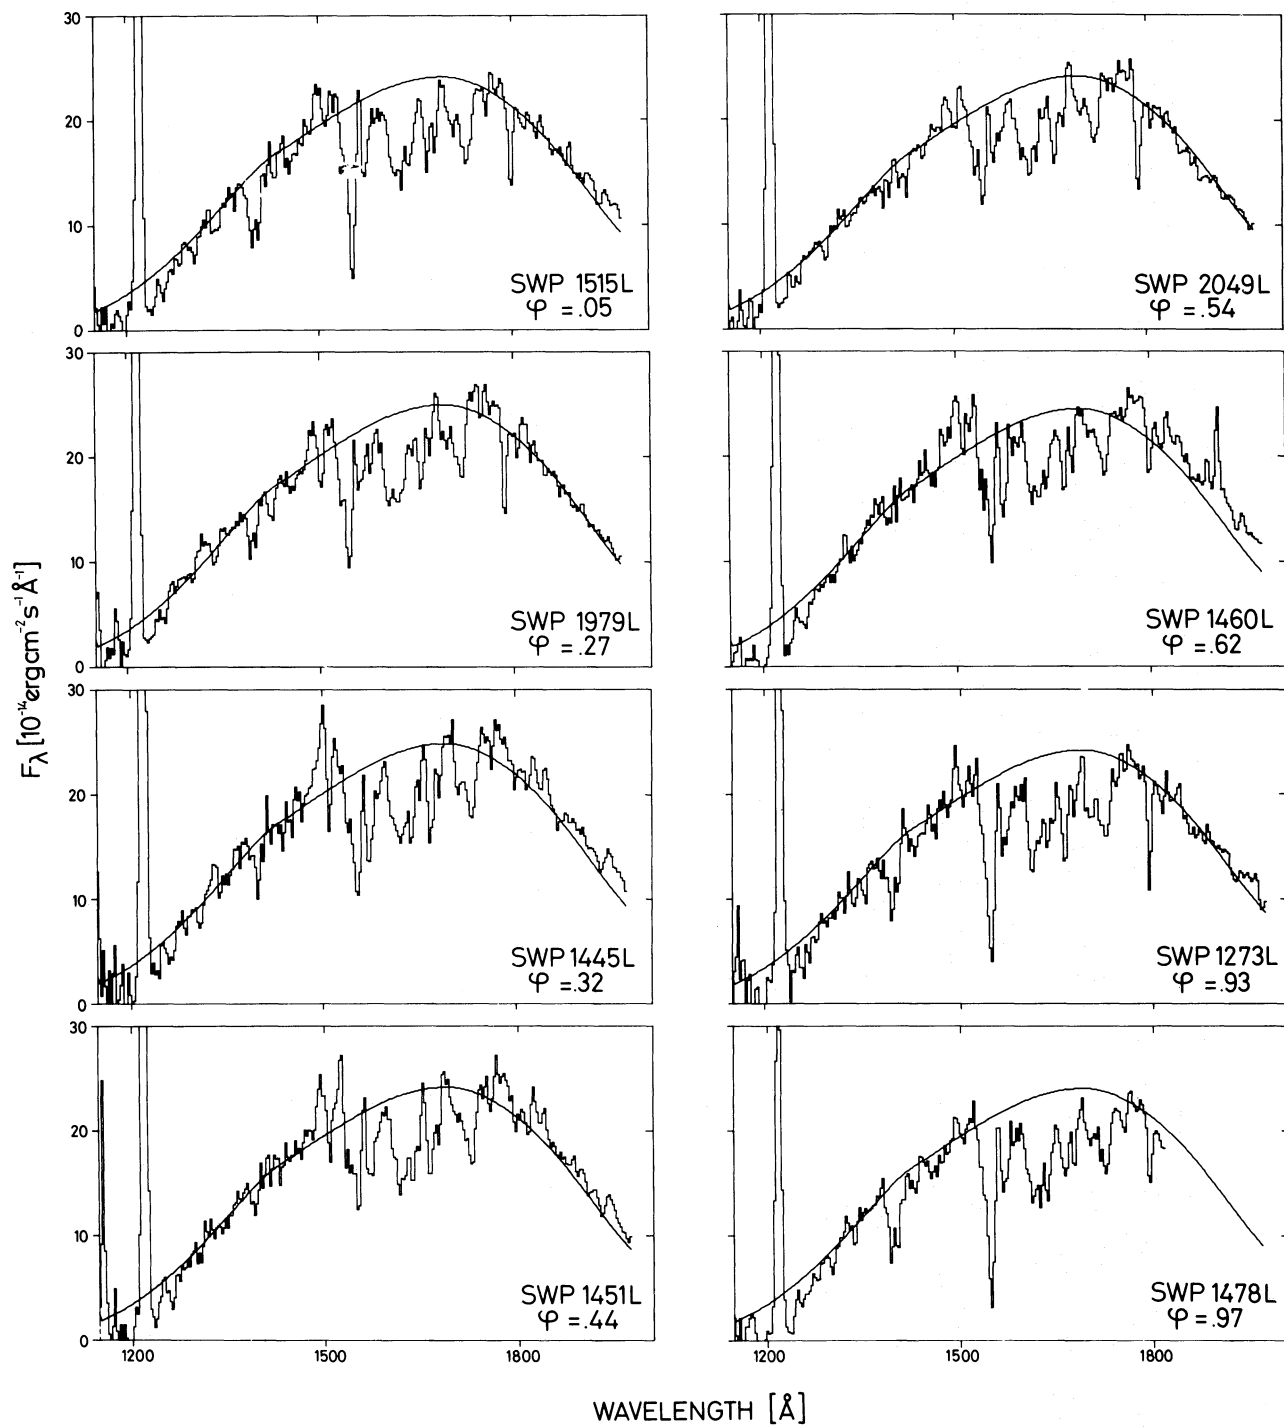 30
20
10
0
SWP 1515L
φ = .05
SWP 2049L
φ = .54
30
20
10
0
SWP 1979L
φ = .27
SWP 1460L
φ = .62
30
20
10
0
SWP 1445L
φ = .32
SWP 1273L
φ = .93
30
20
10
0
SWP 1451L
φ = .44
SWP 1478L
φ = .97
1200 1500 1800
1200 1500 1800
F_λ [10⁻¹⁴ erg cm⁻² s⁻¹ Å⁻¹]
WAVELENGTH [Å]